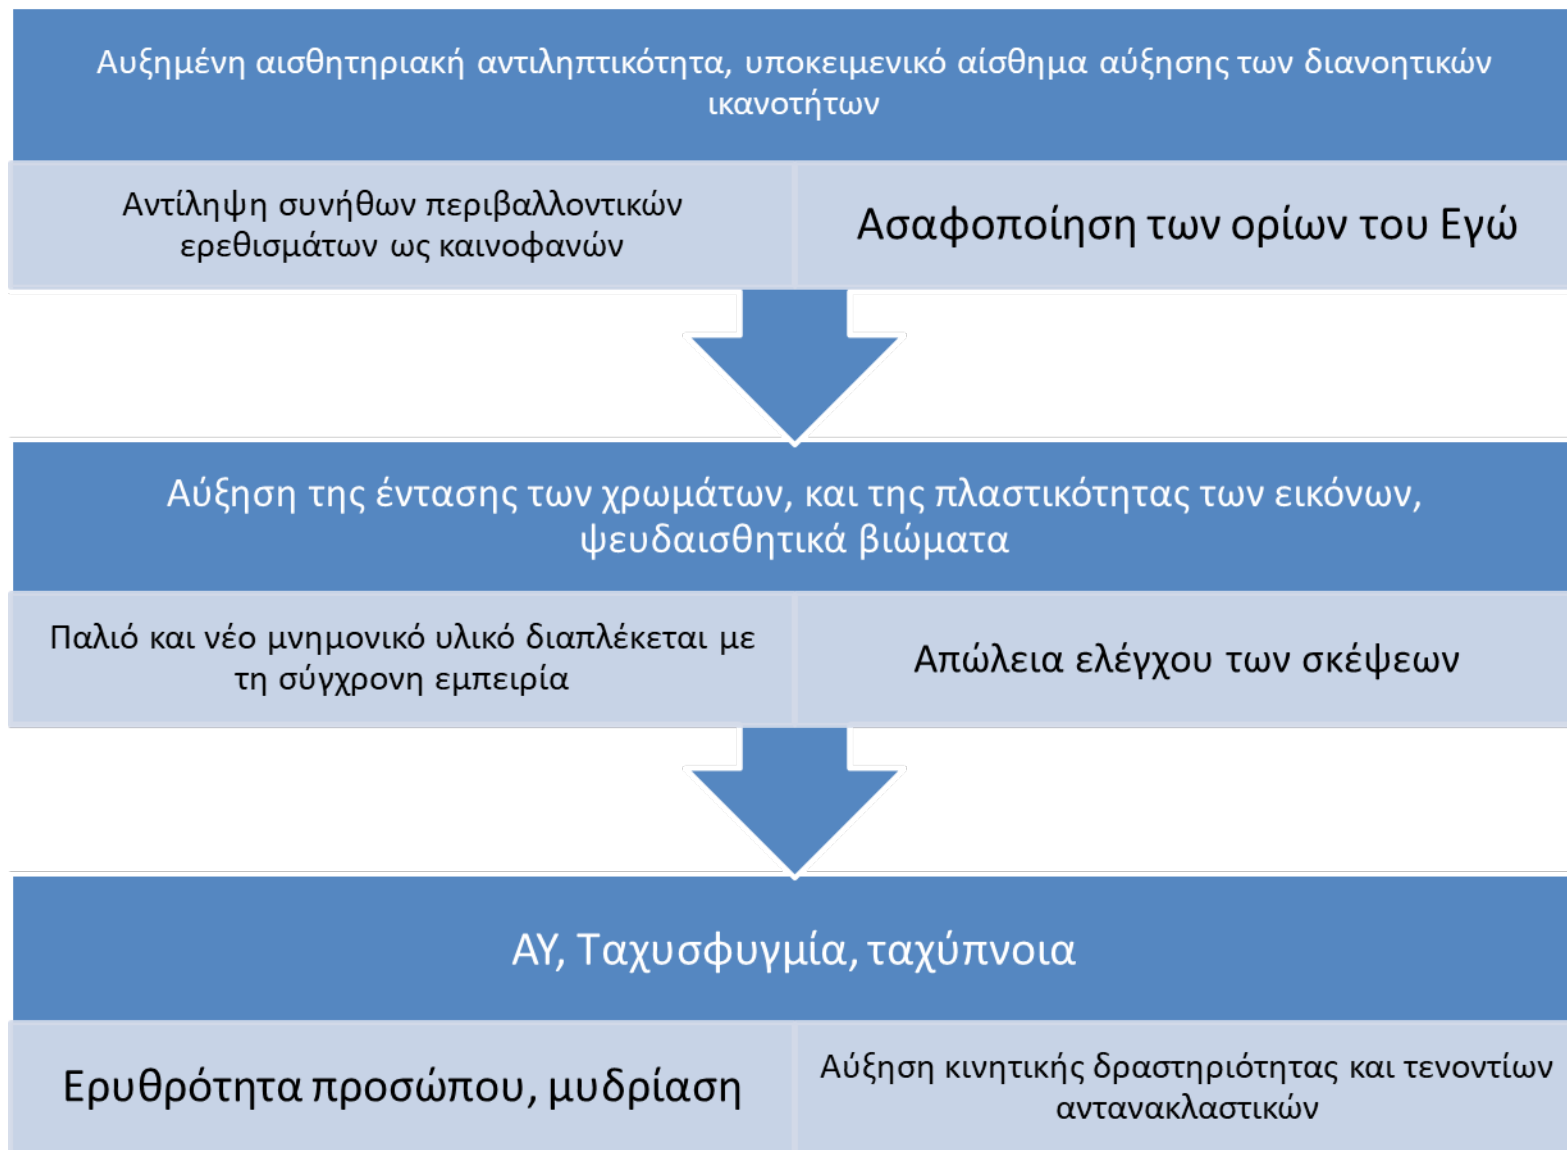 Αυξημένη αισθητηριακή αντιληπτικότητα, υποκειμενικό αίσθημα αύξησης των διανοητικών
ικανοτήτων
Αντίληψη συνήθων περιβαλλοντικών
ερεθισμάτων ως καινοφανών
Ασαφοποίηση των ορίων του Εγώ
Αύξηση της έντασης των χρωμάτων, και της πλαστικότητας των εικόνων,
ψευδαισθητικά βιώματα
Παλιό και νέο μνημονικό υλικό διαπλέκεται με
τη σύγχρονη εμπειρία
Απώλεια ελέγχου των σκέψεων
ΑΥ, Ταχυσφυγμία, ταχύπνοια
Ερυθρότητα προσώπου, μυδρίαση
Αύξηση κινητικής δραστηριότητας και τενοντίων
αντανακλαστικών